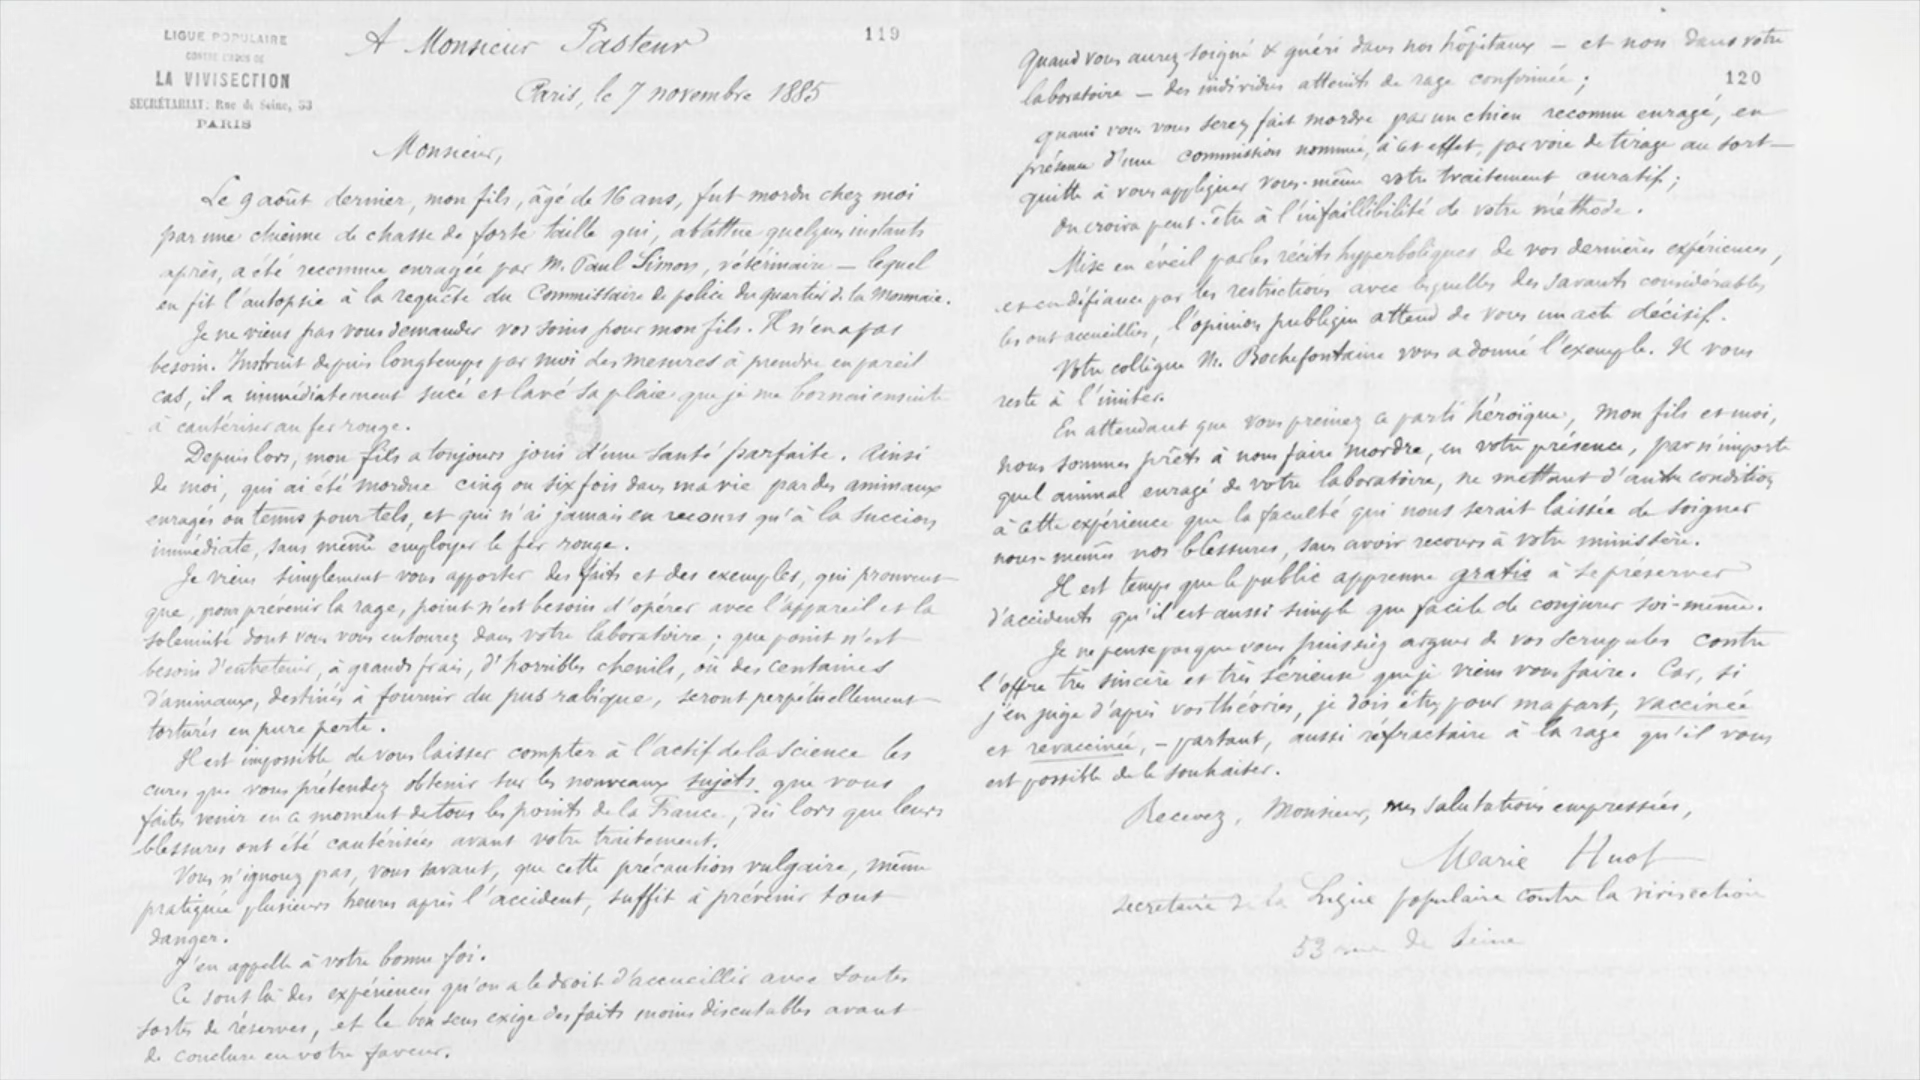 LIGUE POPULAIRE
CONTRE L'ABUS DE
LA VIVISECTION
SECRÉTARIAT: Rue de Seine, 53
PARIS
A Monsieur Pasteur
119
Paris, le 7 novembre 1885
Monsieur,
Le 9 août dernier, mon fils, âgé de 16 ans, fut mordu chez moi
par une chienne de chasse de forte taille qui, abattue quelques instants
après, a été reconnue enragée par M. Paul Simon, vétérinaire — lequel
en fit l'autopsie à la requête du Commissaire de police du quartier de la Monnaie.
Je ne viens pas vous demander vos soins pour mon fils. Il n'en a pas
besoin. Instruit depuis longtemps par moi des mesures à prendre en pareil
cas, il a immédiatement sucé et lavé sa plaie que je me bornai ensuite
à cautériser au fer rouge.
Depuis lors, mon fils a toujours joui d'une santé parfaite. Ainsi
de moi, qui ai été mordue cinq ou six fois dans ma vie par des animaux
enragés ou tenus pour tels, et qui n'ai jamais eu recours qu'à la succion
immédiate, sans même employer le fer rouge.
Je viens simplement vous apporter des faits et des exemples, qui prouvent
que, pour prévenir la rage, point n'est besoin d'opérer avec l'appareil et la
solennité dont vous vous entourez dans votre laboratoire ; que point n'est
besoin d'entretenir, à grands frais, d'horribles chenils, où des centaines
d'animaux, destinés à fournir du pus rabique, seront perpétuellement
torturés en pure perte.
Il est impossible de vous laisser compter à l'actif de la Science les
cures que vous prétendez obtenir sur les nouveaux sujets que vous
faites venir en ce moment de tous les points de la France, dès lors que leurs
blessures ont été cautérisées avant votre traitement.
Vous n'ignorez pas, vous savant, que cette précaution vulgaire, même
pratiquée plusieurs heures après l'accident, suffit à prévenir tout
danger.
J'en appelle à votre bonne foi.
Ce sont là des expériences qu'on a le droit d'accueillir avec toutes
sortes de réserves, et le bon sens exige des faits moins discutables avant
de conclure en votre faveur.
Quand vous aurez soigné & guéri dans nos hôpitaux — et non dans votre
120
laboratoire — des individus atteints de rage confirmée ;
quand vous vous serez fait mordre par un chien reconnu enragé, en
présence d'une commission nommée, à cet effet, par voie de tirage au sort —
quitte à vous appliquer vous-même votre traitement curatif ;
On croira peut-être à l'infaillibilité de votre méthode.
Mise en éveil par les récits hyperboliques de vos dernières expériences,
et en défiance par les restrictions avec lesquelles des savants considérables
les ont accueillies, l'opinion publique attend de vous un acte décisif.
Votre collègue M. Bochefontaine vous a donné l'exemple. Il vous
reste à l'imiter.
En attendant que vous preniez ce parti héroïque, mon fils et moi,
nous sommes prêts à nous faire mordre, en votre présence, par n'importe
quel animal enragé de votre laboratoire, ne mettant d'autre condition
à cette expérience que la faculté qui nous serait laissée de soigner
nous-mêmes nos blessures, sans avoir recours à votre ministère.
Il est temps que le public apprenne gratis à se préserver
d'accidents qu'il est aussi simple que facile de conjurer soi-même.
Je ne pense pas que vous puissiez arguer de vos scrupules contre
l'offre très sincère et très sérieuse que je viens vous faire. Car, si
j'en juge d'après vos théories, je dois être pour ma part, vaccinée
et revaccinée, — partant, aussi réfractaire à la rage qu'il vous
est possible de le souhaiter.
Recevez, Monsieur, mes salutations empressées,
Marie Huot
secrétaire de la Ligue populaire contre la vivisection
53 rue de Seine